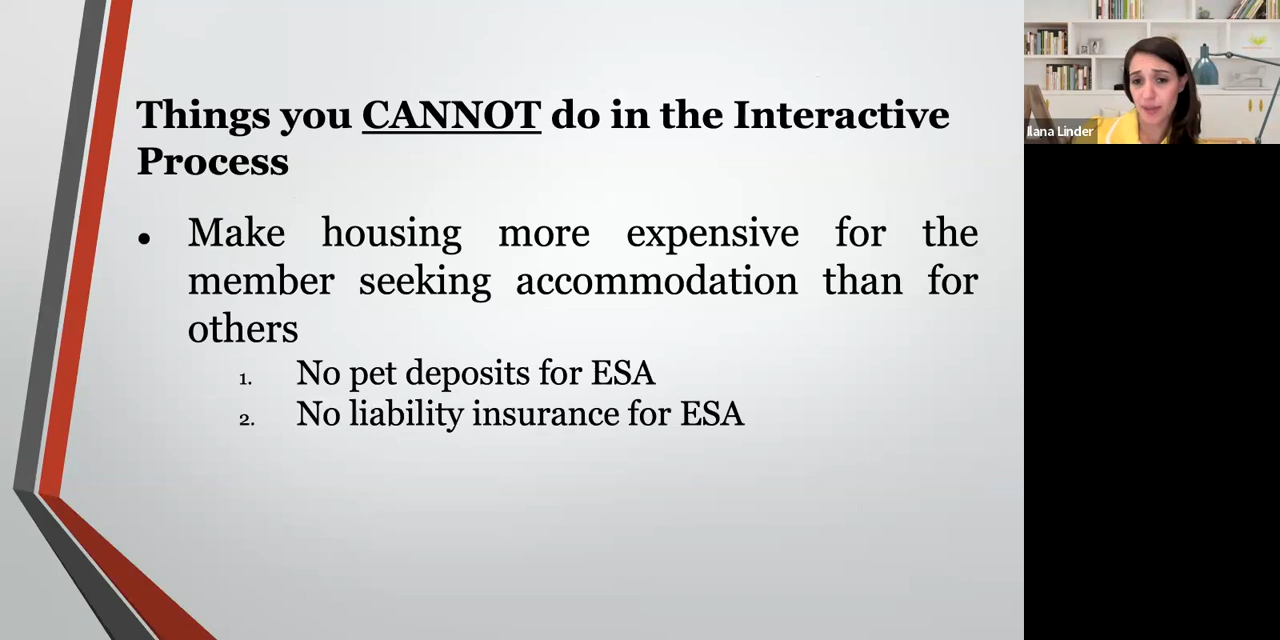 Things you CANNOT do in the Interactive
Process
• Make housing more expensive for the
member seeking accommodation than for
others
1. No pet deposits for ESA
2. No liability insurance for ESA
Ilana Linder